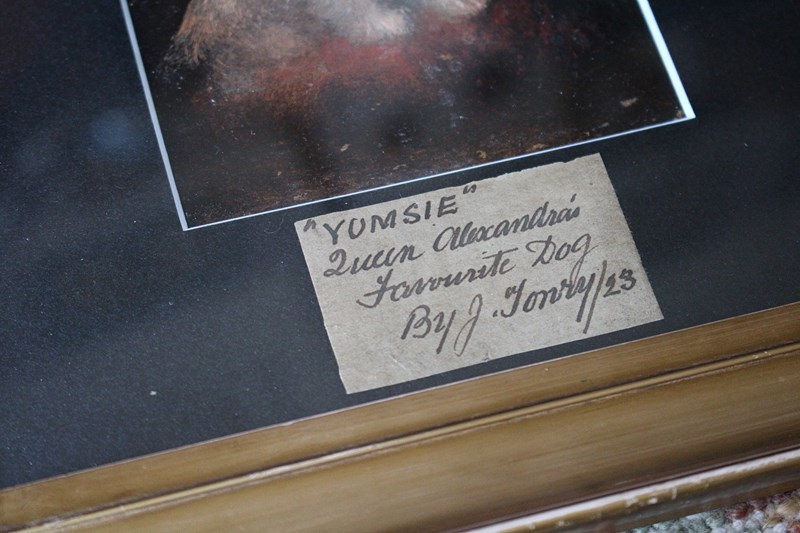 "YUMSIE"
Queen Alexandra's
Favourite Dog
By J. Tonry/23